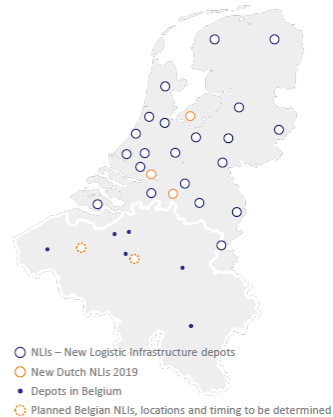 NLIs – New Logistic Infrastructure depots
New Dutch NLIs 2019
Depots in Belgium
Planned Belgian NLIs, locations and timing to be determined